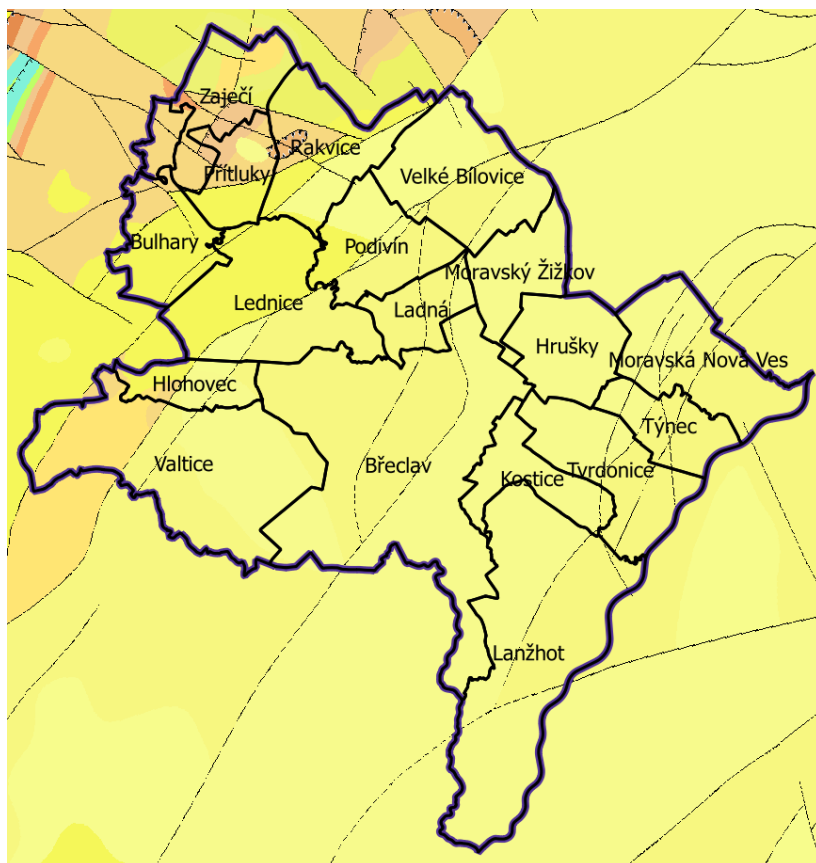 Zaječí
Rakvice
Přítluky
Velké Bílovice
Bulhary
Podivín
Moravský Žižkov
Lednice
Ladná
Hrušky
Moravská Nová Ves
Hlohovec
Týnec
Valtice
Břeclav
Tvrdonice
Kostice
Lanžhot